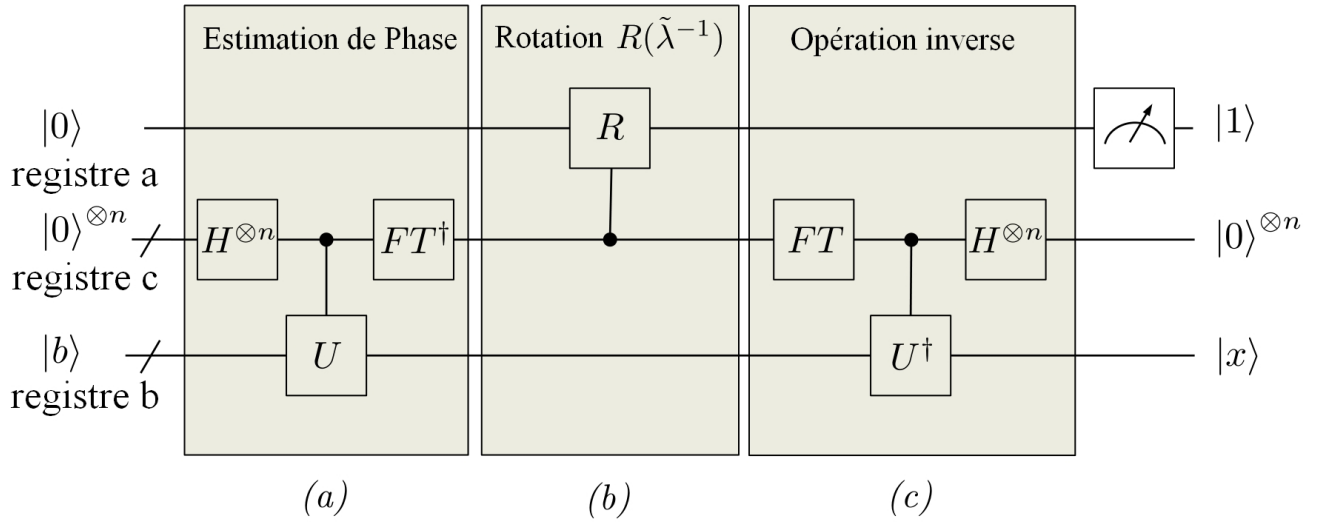 Estimation de Phase
Rotation R(λ̃⁻¹)
Opération inverse
|0⟩
R
|1⟩
registre a
|0⟩^⊗n
H^⊗n
FT^†
FT
H^⊗n
|0⟩^⊗n
registre c
|b⟩
U
U^†
|x⟩
registre b
(a)
(b)
(c)